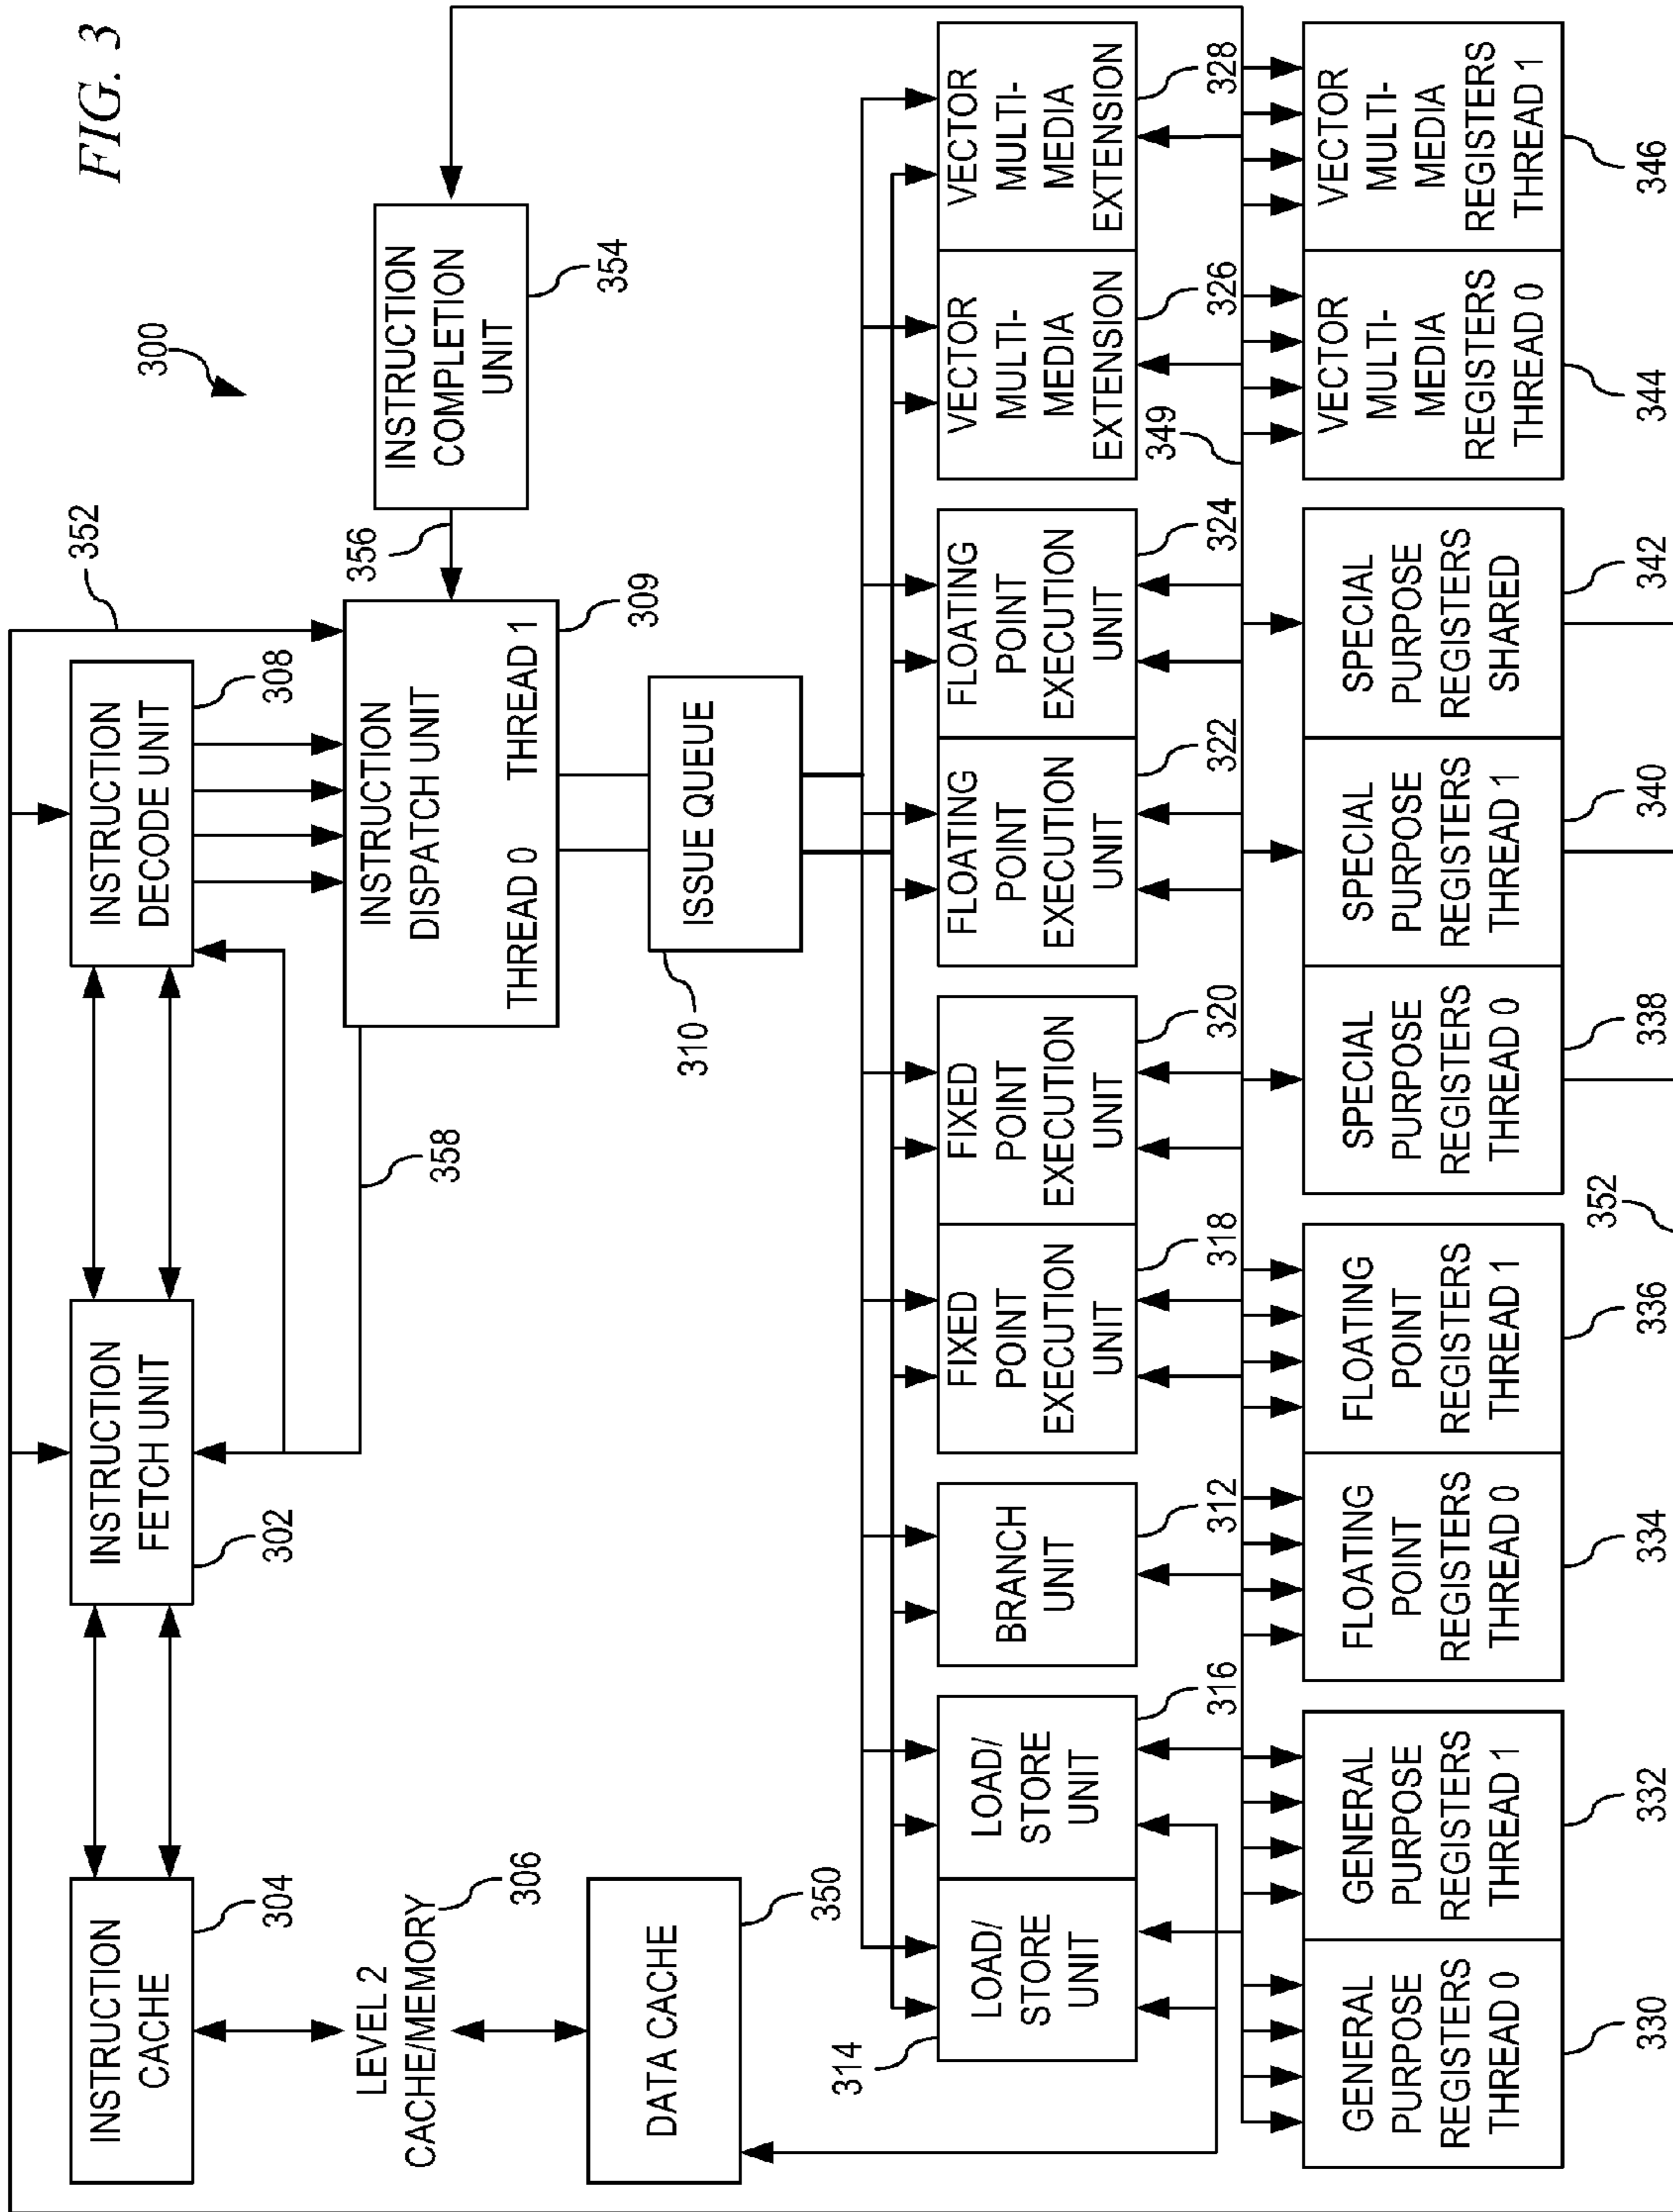 FIG. 3
300
352
INSTRUCTION
CACHE
304
INSTRUCTION
FETCH UNIT
302
INSTRUCTION
DECODE UNIT
308
LEVEL 2
CACHE/MEMORY
306
DATA CACHE
350
358
INSTRUCTION
DISPATCH UNIT
THREAD 0
THREAD 1
309
356
INSTRUCTION
COMPLETION
UNIT
354
ISSUE QUEUE
310
LOAD/
STORE
UNIT
314
LOAD/
STORE
UNIT
316
BRANCH
UNIT
312
FIXED
POINT
EXECUTION
UNIT
318
FIXED
POINT
EXECUTION
UNIT
320
FLOATING
POINT
EXECUTION
UNIT
322
FLOATING
POINT
EXECUTION
UNIT
324
VECTOR
MULTI-
MEDIA
EXTENSION
326
VECTOR
MULTI-
MEDIA
EXTENSION
328
349
GENERAL
PURPOSE
REGISTERS
THREAD 0
330
GENERAL
PURPOSE
REGISTERS
THREAD 1
332
FLOATING
POINT
REGISTERS
THREAD 0
334
FLOATING
POINT
REGISTERS
THREAD 1
336
352
SPECIAL
PURPOSE
REGISTERS
THREAD 0
338
SPECIAL
PURPOSE
REGISTERS
THREAD 1
340
SPECIAL
PURPOSE
REGISTERS
SHARED
342
VECTOR
MULTI-
MEDIA
REGISTERS
THREAD 0
344
VECTOR
MULTI-
MEDIA
REGISTERS
THREAD 1
346